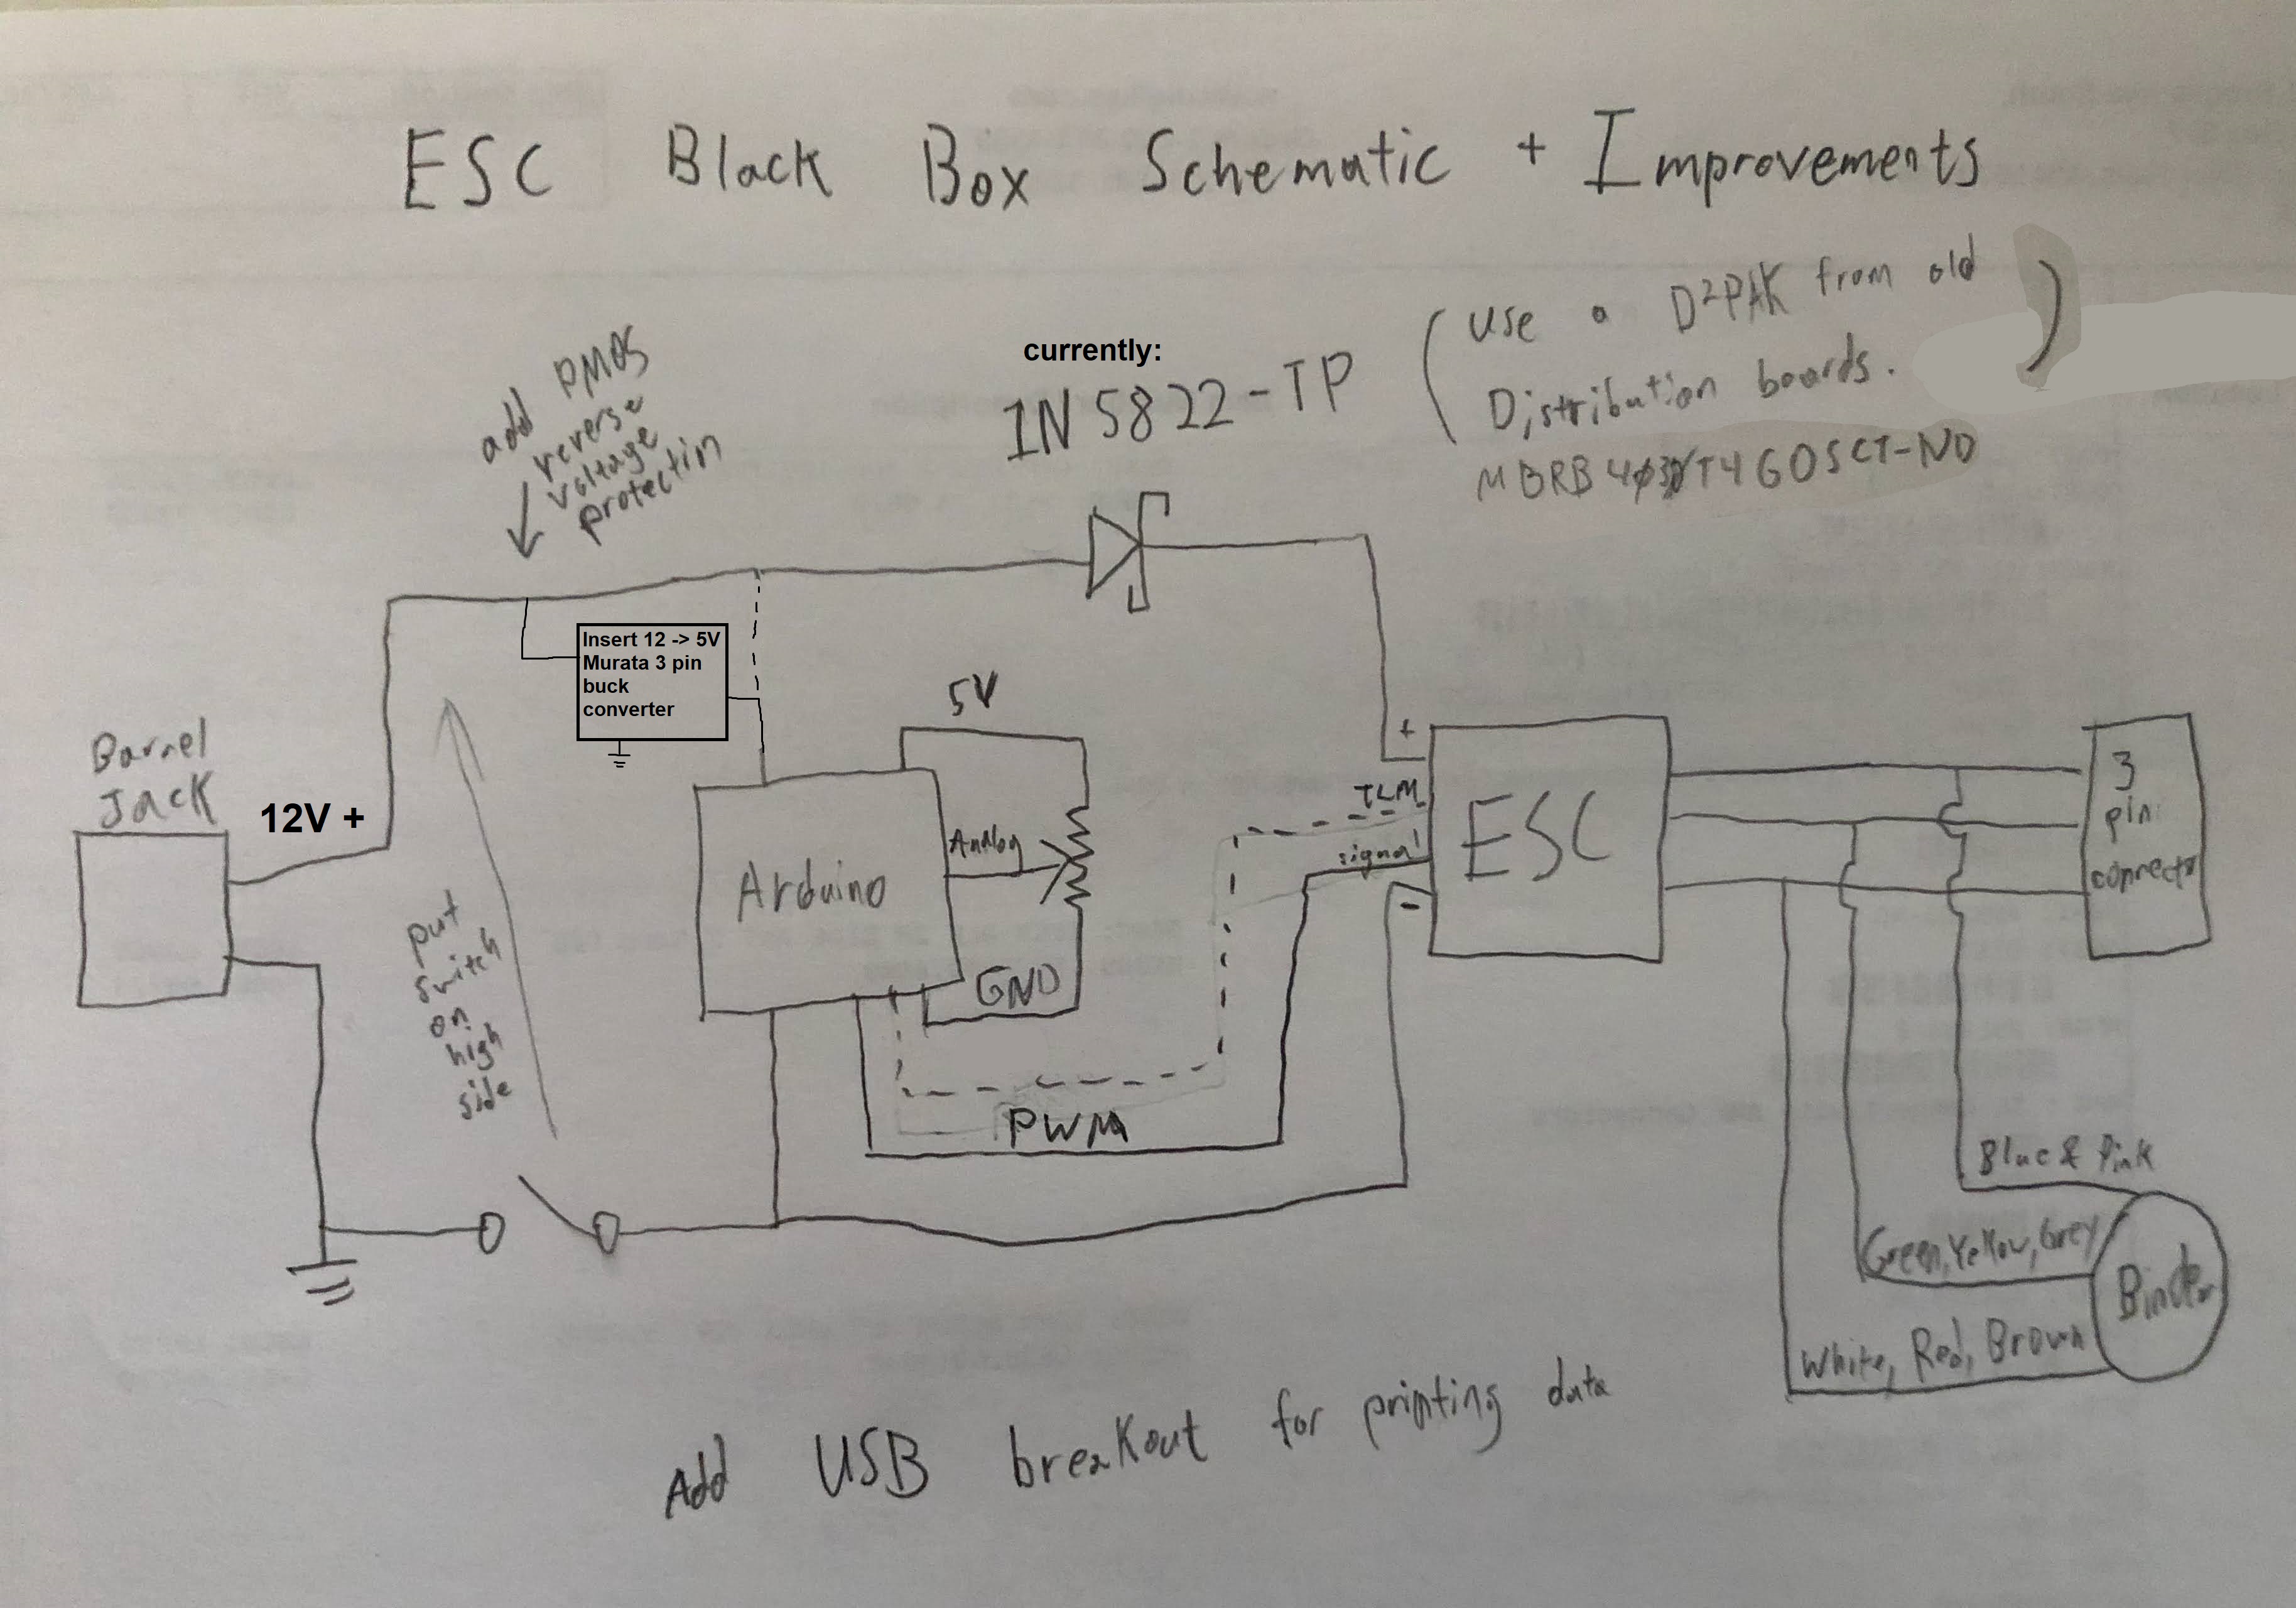 ESC Black Box Schematic + Improvements
add PMOS
reverse
voltage
protection
currently:
1N5822-TP
(use a D²PAK from old
Distribution boards.)
Insert 12 -> 5V
Murata 3 pin
buck
converter
Barrel
Jack
12V +
put
switch
on
high
side
5V
Arduino
Analog
GND
PWM
+
TLM
signal
-
ESC
3
pin
connector
Blue & Pink
Green, Yellow, Grey
White, Red, Brown
Binder
Add USB breakout for printing data